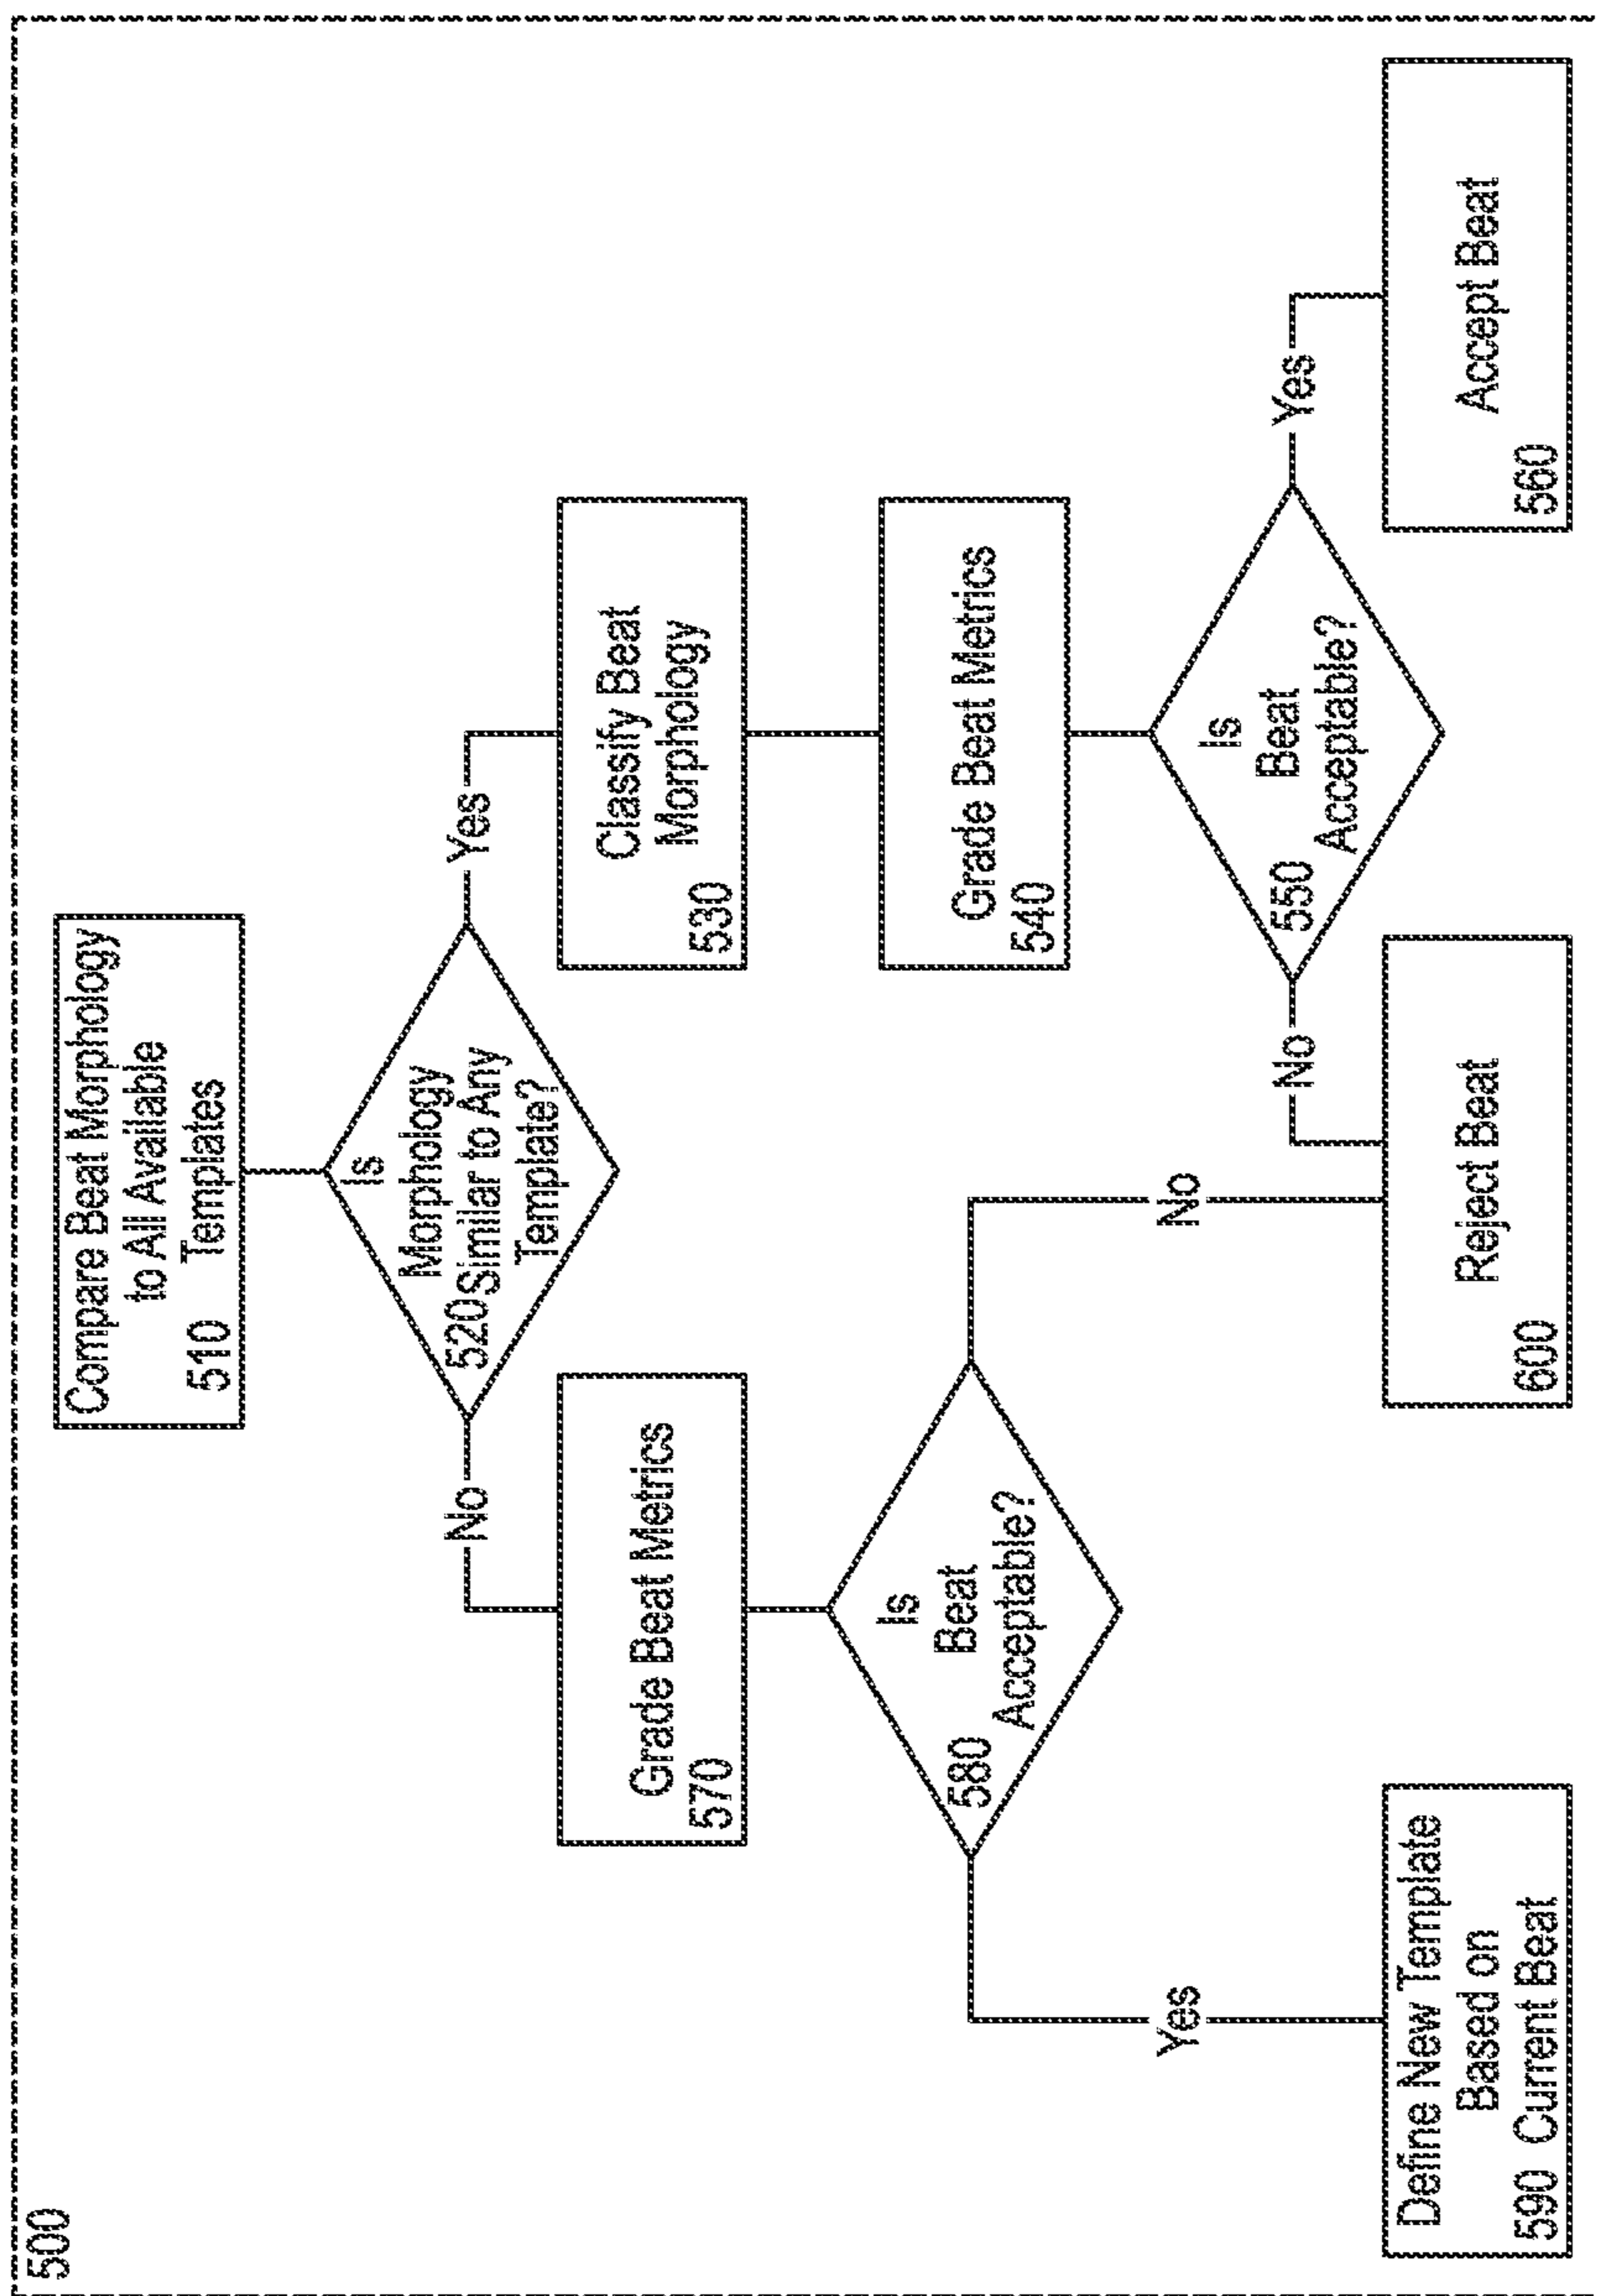 500
Compare Beat Morphology
to All Available
510 Templates
Is
Morphology
520 Similar to Any
Template?
No
Yes
Grade Beat Metrics
570
Classify Beat
Morphology
530
Is
Beat
580
Acceptable?
Grade Beat Metrics
540
Yes
No
Is
Beat
550
Acceptable?
No
Yes
Define New Template
Based on
590 Current Beat
Reject Beat
600
Accept Beat
560